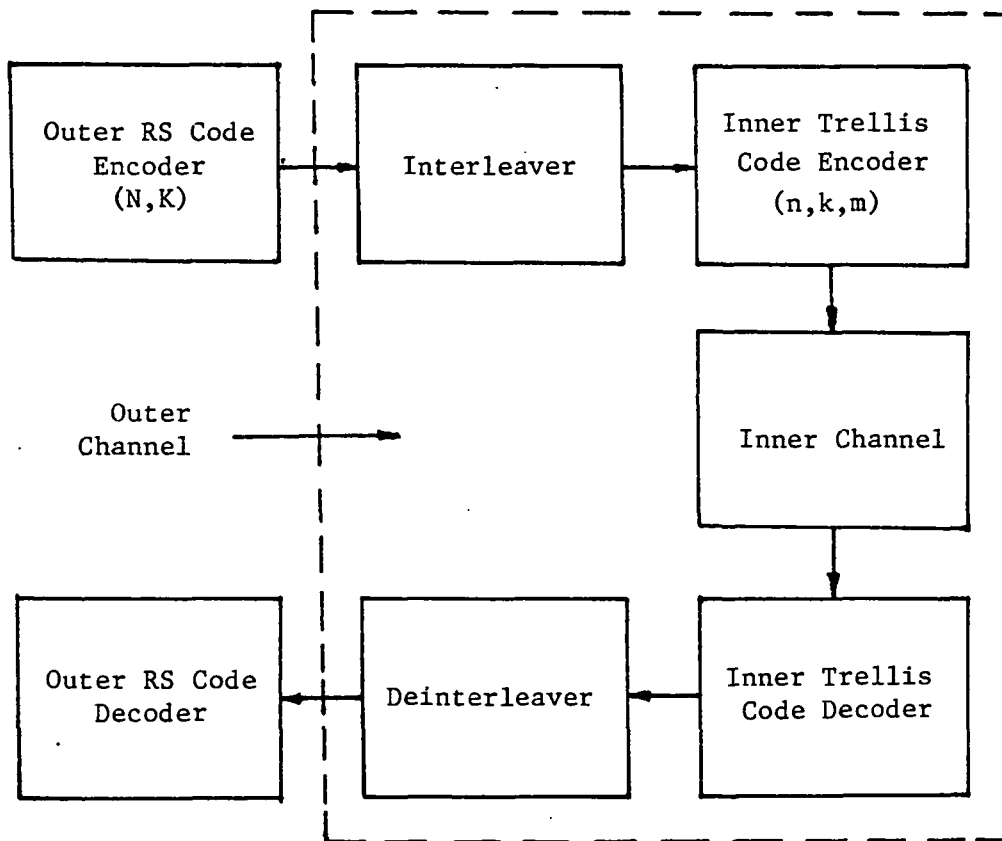 Outer RS Code
Encoder
(N,K)
Interleaver
Inner Trellis
Code Encoder
(n,k,m)
Outer
Channel
Inner Channel
Outer RS Code
Decoder
Deinterleaver
Inner Trellis
Code Decoder